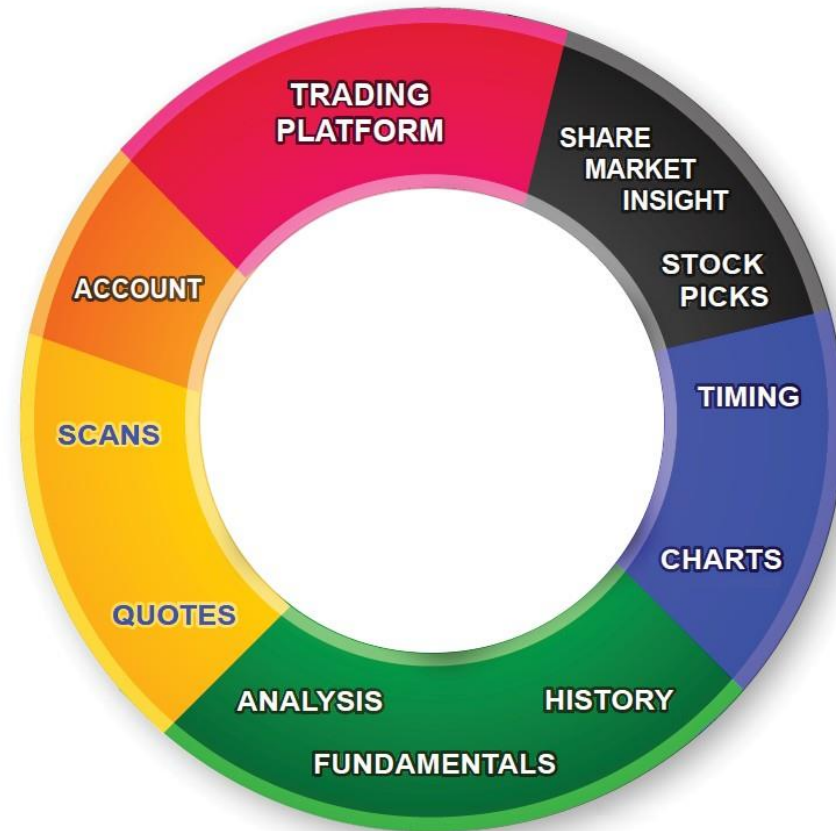 TRADING
PLATFORM
SHARE
MARKET
INSIGHT
STOCK
PICKS
TIMING
CHARTS
HISTORY
FUNDAMENTALS
ANALYSIS
QUOTES
SCANS
ACCOUNT